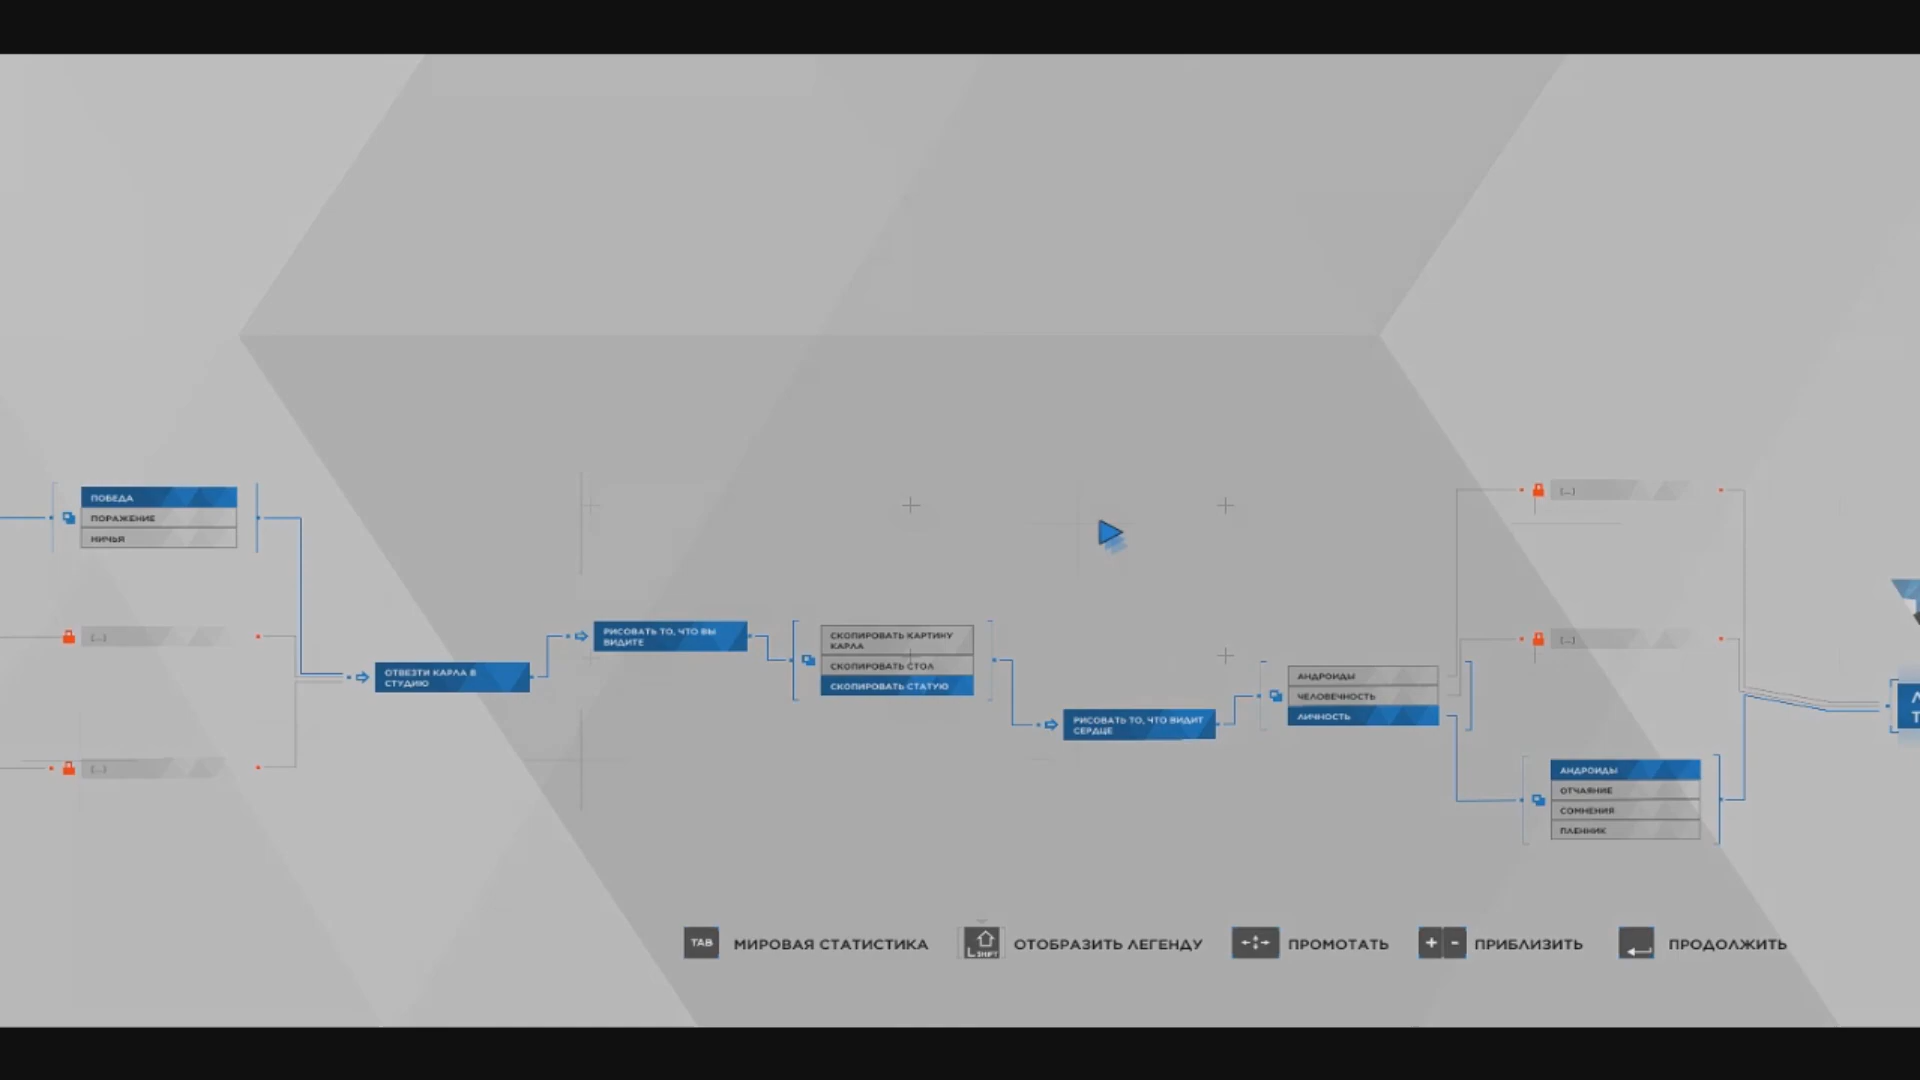 ПОБЕДА
ПОРАЖЕНИЕ
НИЧЬЯ
(...)
(...)
ОТВЕЗТИ КАРЛА В
СТУДИЮ
РИСОВАТЬ ТО, ЧТО ВЫ
ВИДИТЕ
СКОПИРОВАТЬ КАРТИНУ
КАРЛА
СКОПИРОВАТЬ СТОЛ
СКОПИРОВАТЬ СТАТУЮ
РИСОВАТЬ ТО, ЧТО ВИДИТ
СЕРДЦЕ
АНДРОИДЫ
ЧЕЛОВЕЧНОСТЬ
ЛИЧНОСТЬ
(...)
(...)
АНДРОИДЫ
ОТЧАЯНИЕ
СОМНЕНИЯ
ПЛЕННИК
TAB МИРОВАЯ СТАТИСТИКА
L SHIFT ОТОБРАЗИТЬ ЛЕГЕНДУ
ПРОМОТАТЬ
+ - ПРИБЛИЗИТЬ
ПРОДОЛЖИТЬ